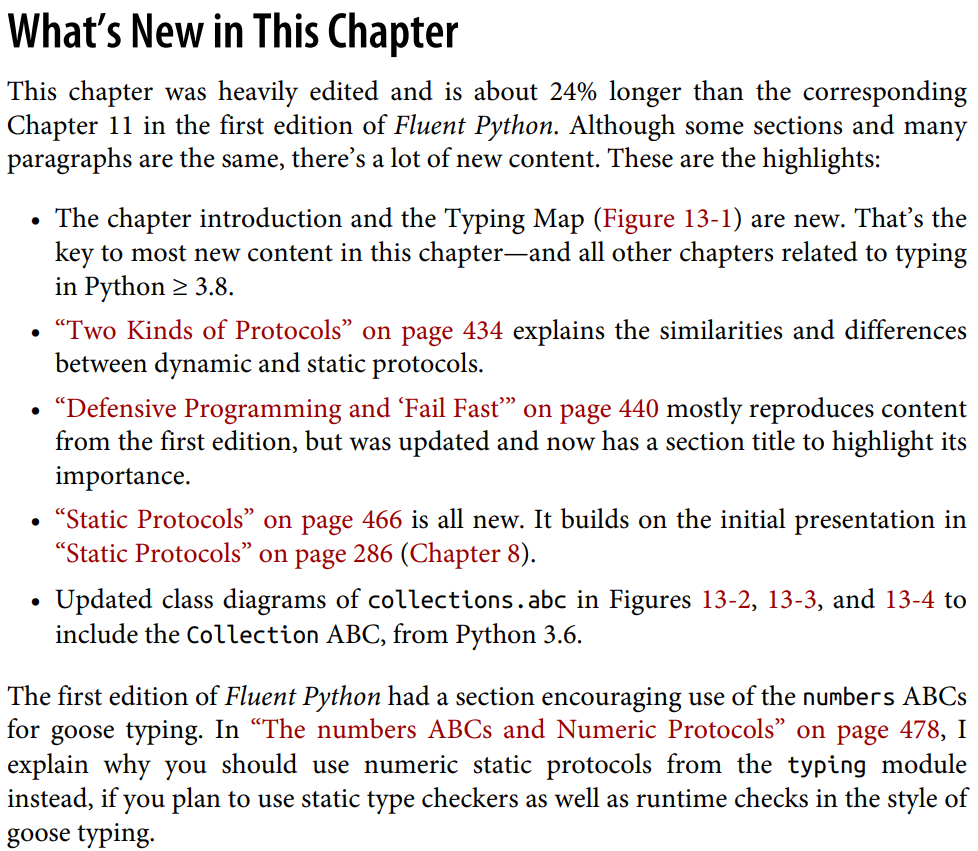 What’s New in This Chapter
This chapter was heavily edited and is about 24% longer than the corresponding
Chapter 11 in the first edition of Fluent Python. Although some sections and many
paragraphs are the same, there’s a lot of new content. These are the highlights:
• The chapter introduction and the Typing Map (Figure 13-1) are new. That’s the
key to most new content in this chapter—and all other chapters related to typing
in Python ≥ 3.8.
• “Two Kinds of Protocols” on page 434 explains the similarities and differences
between dynamic and static protocols.
• “Defensive Programming and ‘Fail Fast’” on page 440 mostly reproduces content
from the first edition, but was updated and now has a section title to highlight its
importance.
• “Static Protocols” on page 466 is all new. It builds on the initial presentation in
“Static Protocols” on page 286 (Chapter 8).
• Updated class diagrams of collections.abc in Figures 13-2, 13-3, and 13-4 to
include the Collection ABC, from Python 3.6.
The first edition of Fluent Python had a section encouraging use of the numbers ABCs
for goose typing. In “The numbers ABCs and Numeric Protocols” on page 478, I
explain why you should use numeric static protocols from the typing module
instead, if you plan to use static type checkers as well as runtime checks in the style of
goose typing.